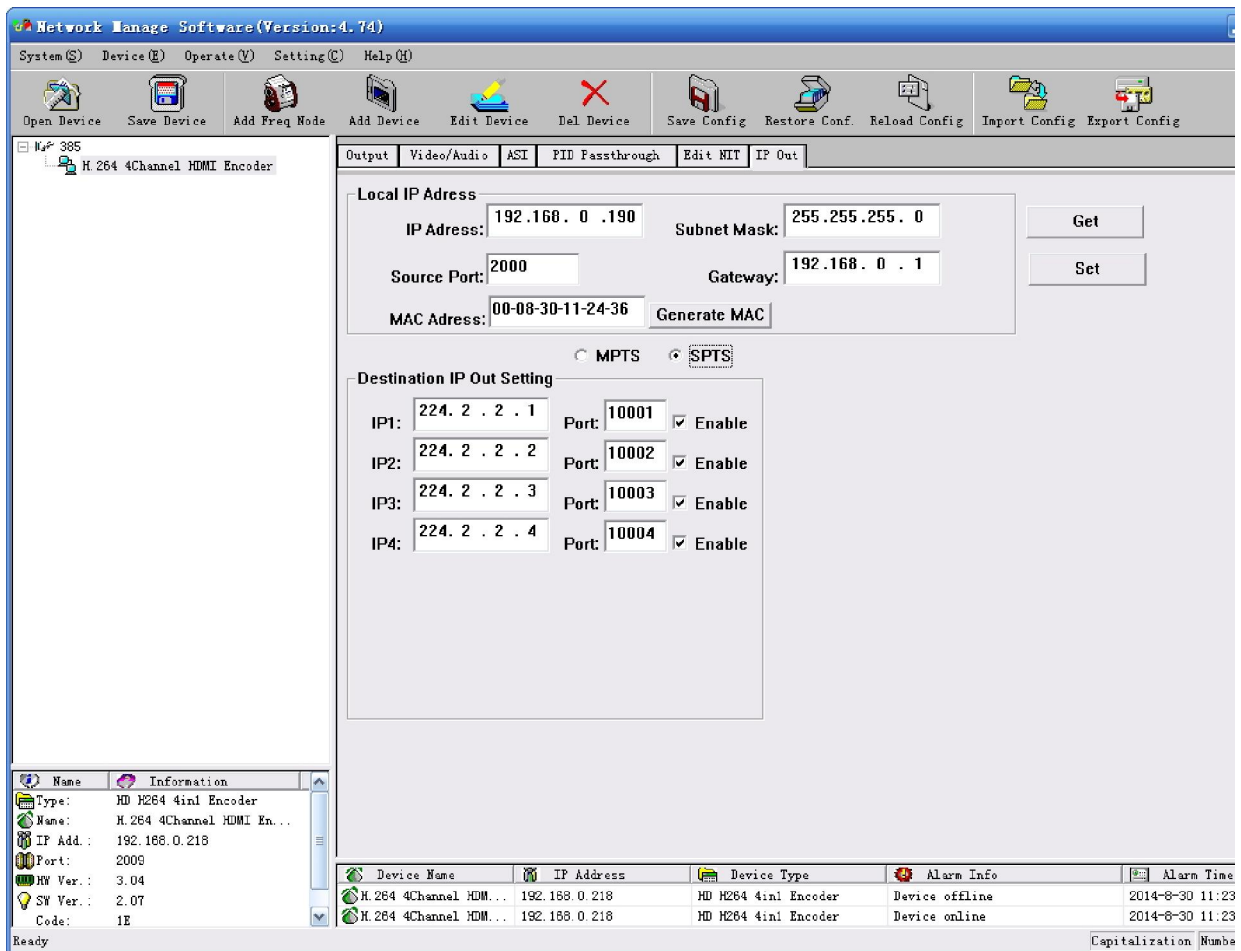 Network Manage Software(Version:4.74)
System(S) Device(E) Operate(V) Setting(C) Help(H)
Open Device Save Device Add Freq Node Add Device Edit Device Del Device Save Config Restore Conf. Reload Config Import Config Export Config
385
H.264 4Channel HDMI Encoder
Output Video/Audio ASI PID Passthrough Edit NIT IP Out
Local IP Adress
IP Adress: 192.168. 0 .190 Subnet Mask: 255.255.255. 0 Get
Source Port: 2000 Gateway: 192.168. 0 . 1 Set
MAC Adress: 00-08-30-11-24-36 Generate MAC
MPTS SPTS
Destination IP Out Setting
IP1: 224. 2 . 2 . 1 Port: 10001 Enable
IP2: 224. 2 . 2 . 2 Port: 10002 Enable
IP3: 224. 2 . 2 . 3 Port: 10003 Enable
IP4: 224. 2 . 2 . 4 Port: 10004 Enable
Name Information
Type: HD H264 4in1 Encoder
Name: H.264 4Channel HDMI En...
IP Add.: 192.168.0.218
Port: 2009
HW Ver.: 3.04
SW Ver.: 2.07
Code: 1E
Device Name IP Address Device Type Alarm Info Alarm Time
H.264 4Channel HDM... 192.168.0.218 HD H264 4in1 Encoder Device offline 2014-8-30 11:23
H.264 4Channel HDM... 192.168.0.218 HD H264 4in1 Encoder Device online 2014-8-30 11:23
Ready Capitalization Numbe